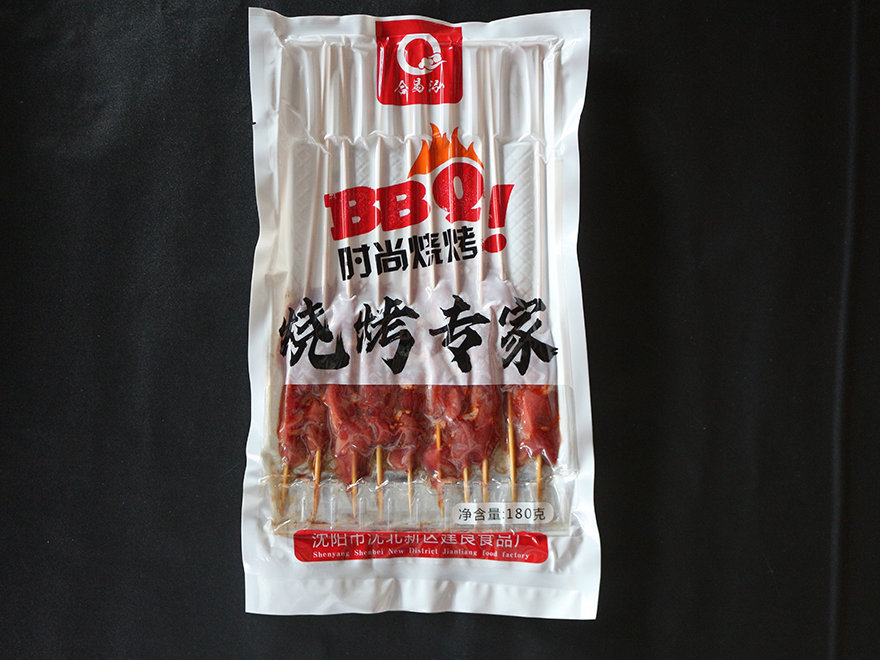 BBQ!
时尚烧烤
烧烤专家
净含量:180克
沈阳市沈北新区建良食品厂
Shenyang Shenbei New District Jianliang food factory